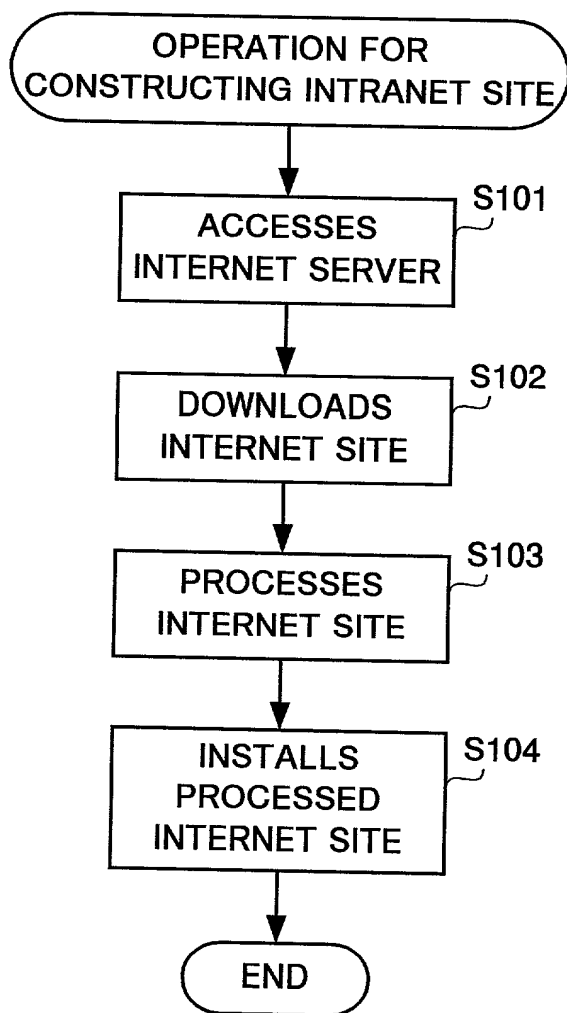 OPERATION FOR
CONSTRUCTING INTRANET SITE
S101
ACCESSES
INTERNET SERVER
S102
DOWNLOADS
INTERNET SITE
S103
PROCESSES
INTERNET SITE
S104
INSTALLS
PROCESSED
INTERNET SITE
END